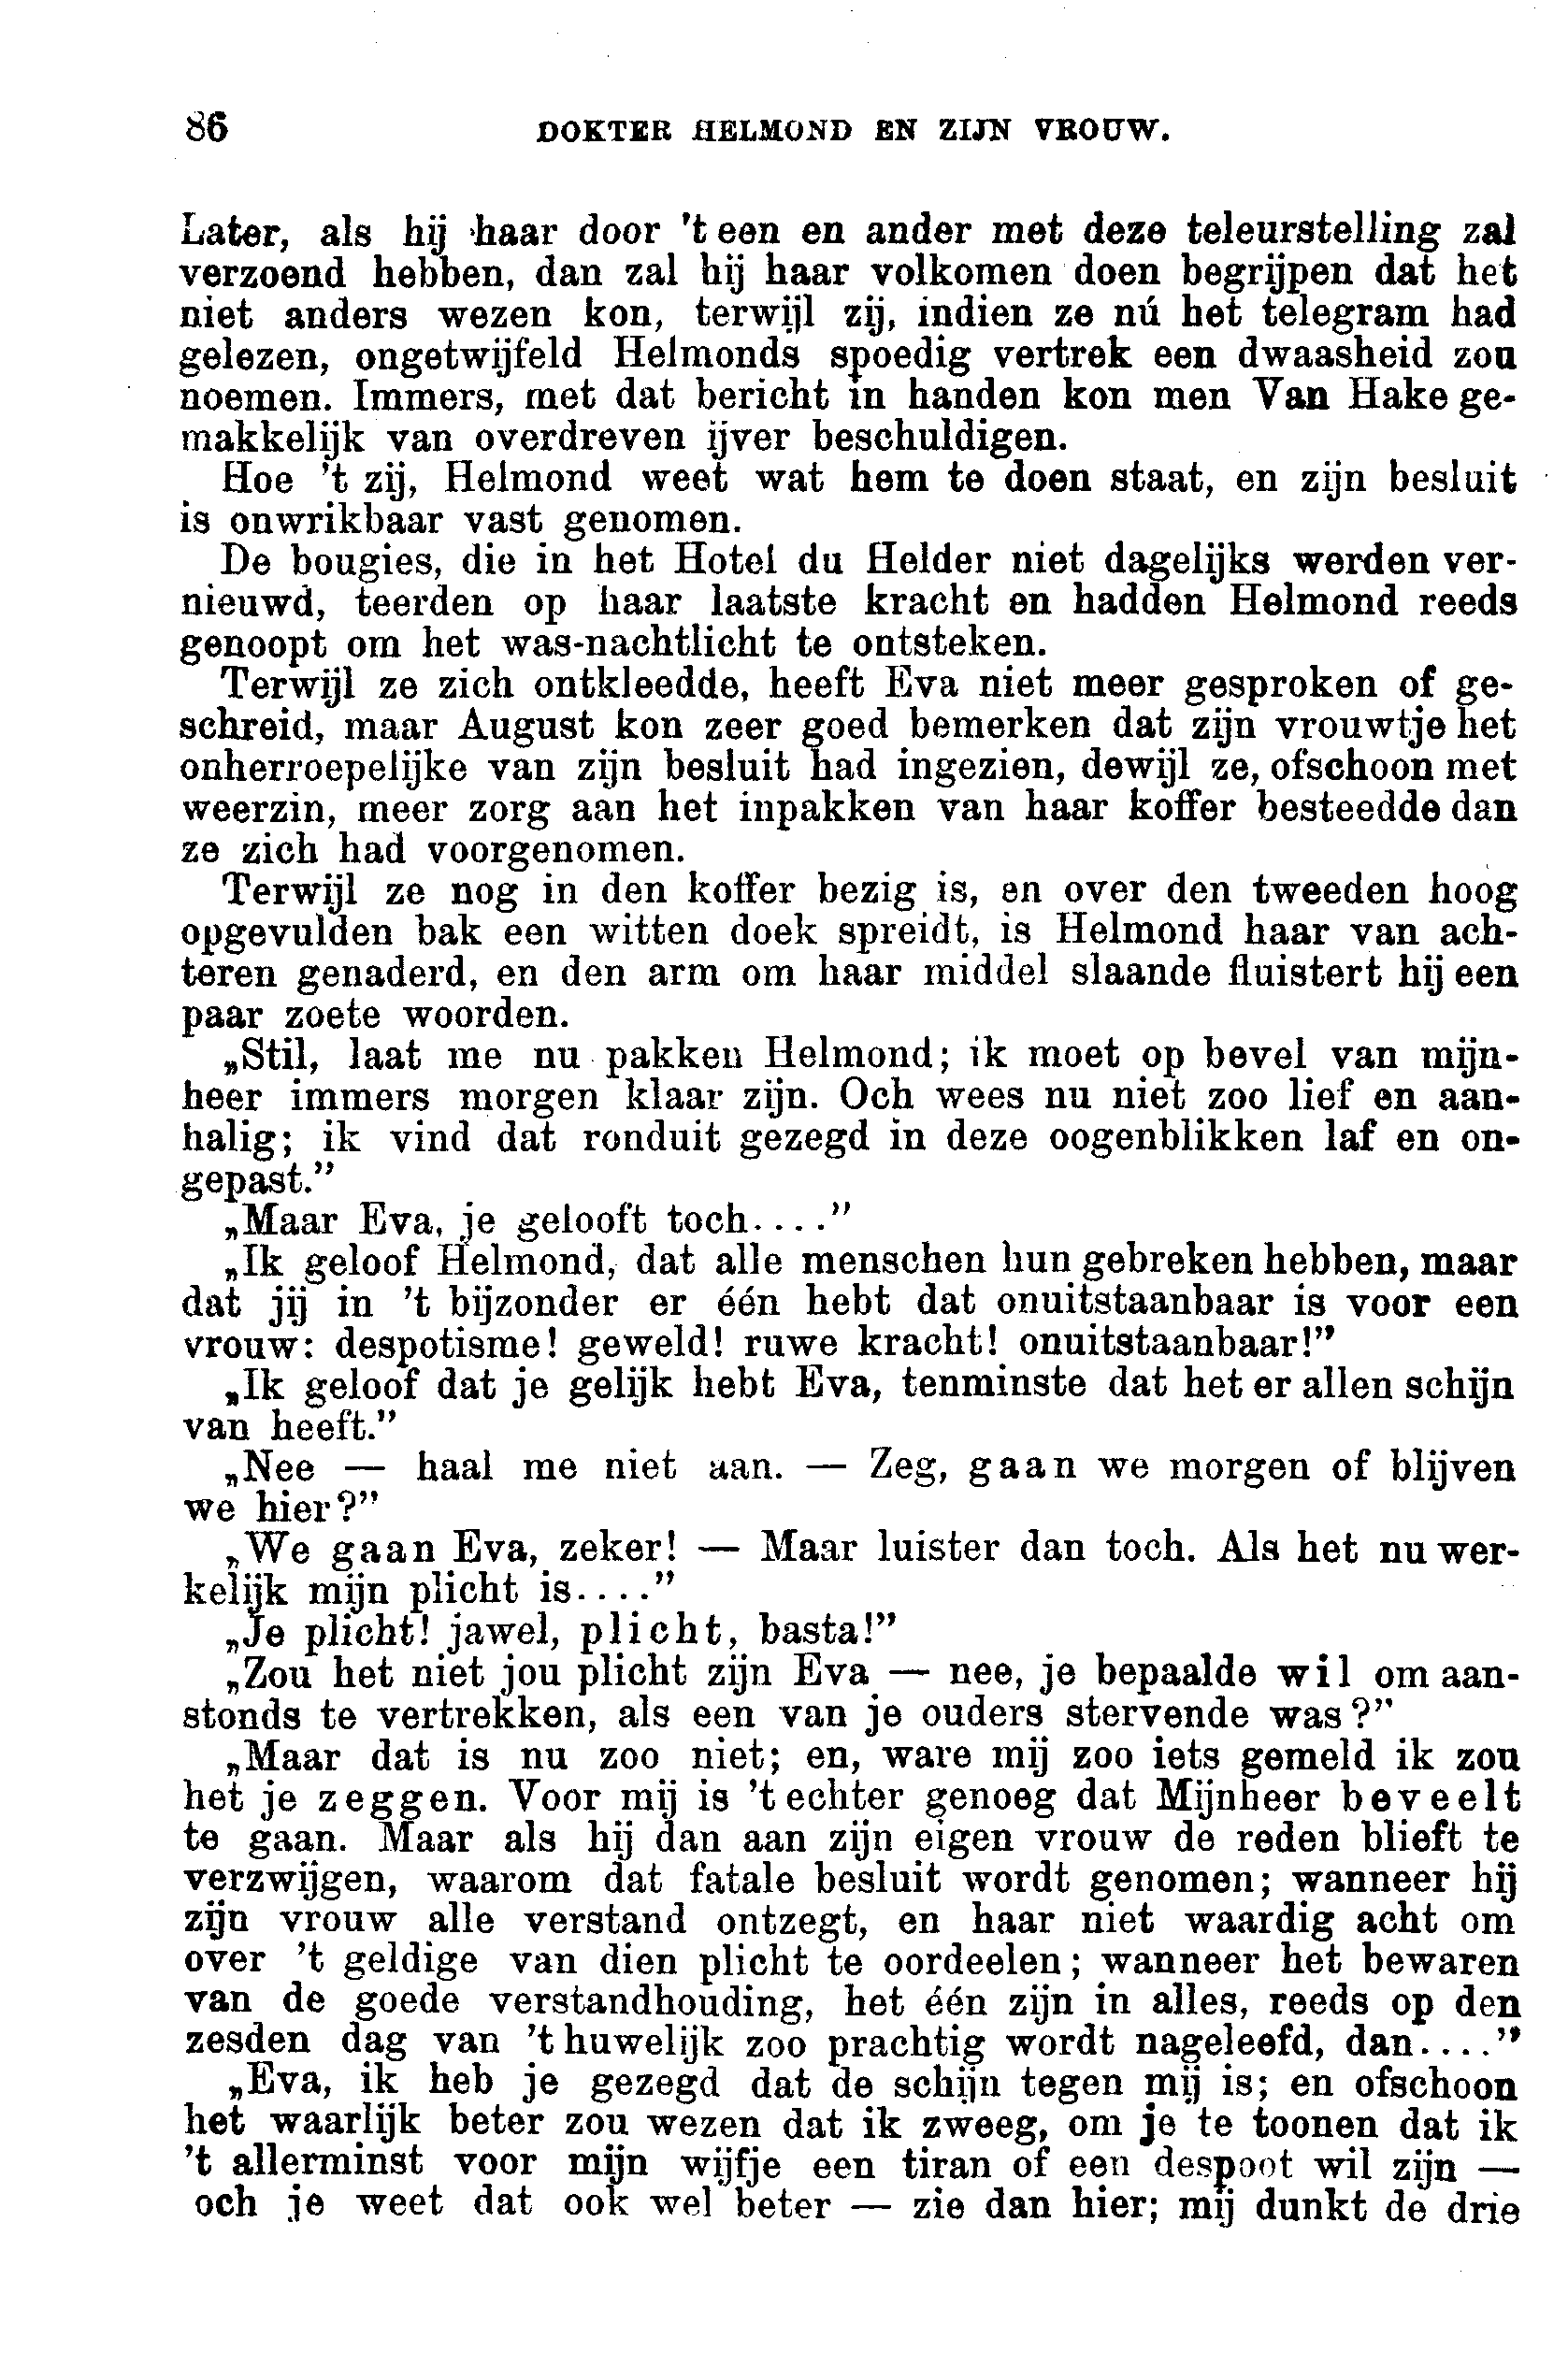 86 DOKTER HELMOND EN ZIJN VROUW.
Later, als hij haar door 't een en ander met deze teleurstelling zal
verzoend hebben, dan zal hij haar volkomen doen begrijpen dat het
niet anders wezen kon, terwijl zij, indien ze nú het telegram had
gelezen, ongetwijfeld Helmonds spoedig vertrek een dwaasheid zou
noemen. Immers, met dat bericht in handen kon men Van Hake ge-
makkelijk van overdreven ijver beschuldigen.
Hoe 't zij, Helmond weet wat hem te doen staat, en zijn besluit
is onwrikbaar vast genomen.
De bougies, die in het Hotel du Helder niet dagelijks werden ver-
nieuwd, teerden op haar laatste kracht en hadden Helmond reeds
genoopt om het was-nachtlicht te ontsteken.
Terwijl ze zich ontkleedde, heeft Eva niet meer gesproken of ge-
schreid, maar August kon zeer goed bemerken dat zijn vrouwtje het
onherroepelijke van zijn besluit had ingezien, dewijl ze, ofschoon met
weerzin, meer zorg aan het inpakken van haar koffer besteedde dan
ze zich had voorgenomen.
Terwijl ze nog in den koffer bezig is, en over den tweeden hoog
opgevulden bak een witten doek spreidt, is Helmond haar van ach-
teren genaderd, en den arm om haar middel slaande fluistert hij een
paar zoete woorden.
„Stil, laat me nu pakken Helmond; ik moet op bevel van mijn-
heer immers morgen klaar zijn. Och wees nu niet zoo lief en aan-
halig; ik vind dat ronduit gezegd in deze oogenblikken laf en on-
gepast.”
„Maar Eva, je gelooft toch....”
„Ik geloof Helmond, dat alle menschen hun gebreken hebben, maar
dat jij in 't bijzonder er één hebt dat onuitstaanbaar is voor een
vrouw: despotisme! geweld! ruwe kracht! onuitstaanbaar!”
„Ik geloof dat je gelijk hebt Eva, tenminste dat het er allen schijn
van heeft.”
„Nee — haal me niet aan. — Zeg, gaan we morgen of blijven
we hier?”
„We gaan Eva, zeker! — Maar luister dan toch. Als het nu wer-
kelijk mijn plicht is....”
„Je plicht! jawel, plicht, basta!”
„Zou het niet jou plicht zijn Eva — nee, je bepaalde wil om aan-
stonds te vertrekken, als een van je ouders stervende was?”
„Maar dat is nu zoo niet; en, ware mij zoo iets gemeld ik zou
het je zeggen. Voor mij is 't echter genoeg dat Mijnheer beveelt
te gaan. Maar als hij dan aan zijn eigen vrouw de reden blieft te
verzwijgen, waarom dat fatale besluit wordt genomen; wanneer hij
zijn vrouw alle verstand ontzegt, en haar niet waardig acht om
over 't geldige van dien plicht te oordeelen; wanneer het bewaren
van de goede verstandhouding, het één zijn in alles, reeds op den
zesden dag van 't huwelijk zoo prachtig wordt nageleefd, dan....”
„Eva, ik heb je gezegd dat de schijn tegen mij is; en ofschoon
het waarlijk beter zou wezen dat ik zweeg, om je te toonen dat ik
't allerminst voor mijn wijfje een tiran of een despoot wil zijn —
och je weet dat ook wel beter — zie dan hier; mij dunkt de drie